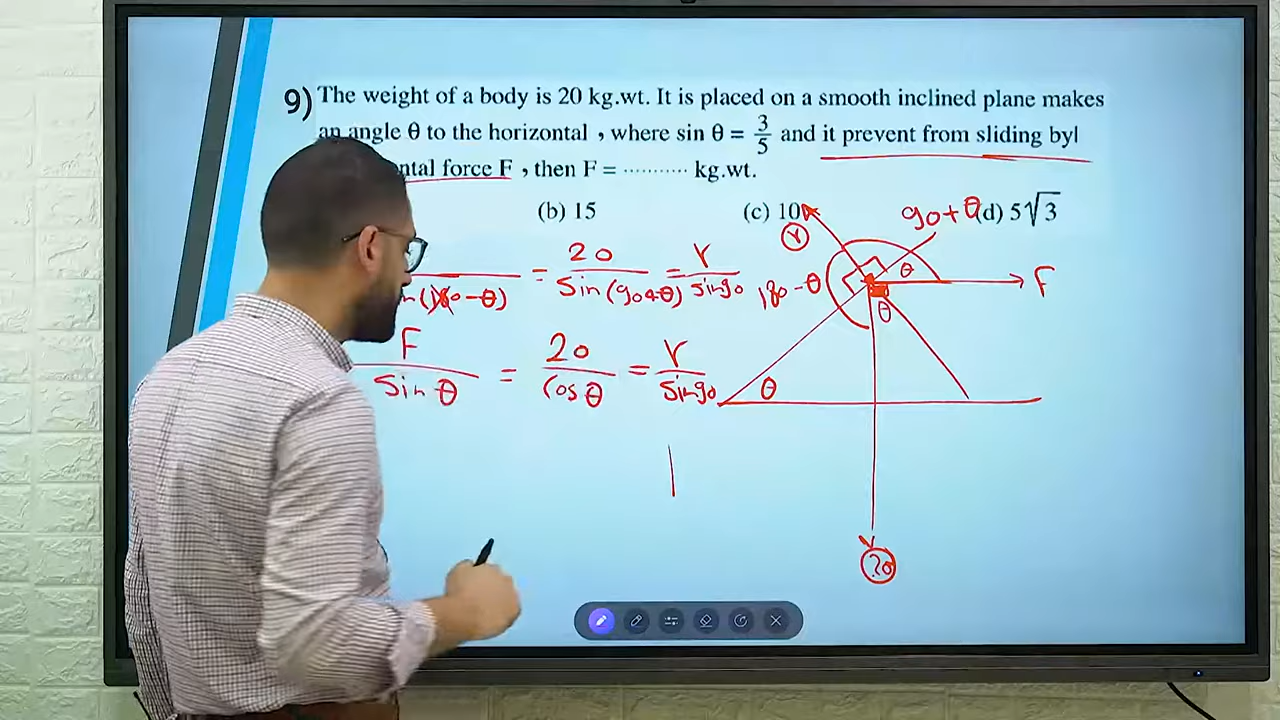 9) The weight of a body is 20 kg.wt. It is placed on a smooth inclined plane makes
an angle θ to the horizontal , where sin θ = 3/5 and it prevent from sliding byl
ntal force F , then F = ·········· kg.wt.
(b) 15 (c) 10 (d) 5√3
90+θ
r
θ
F
= 20/sin(90+θ) = r/sin90
n(180-θ)
180-θ
θ
F/sin θ = 20/cos θ = r/sin90
θ
20